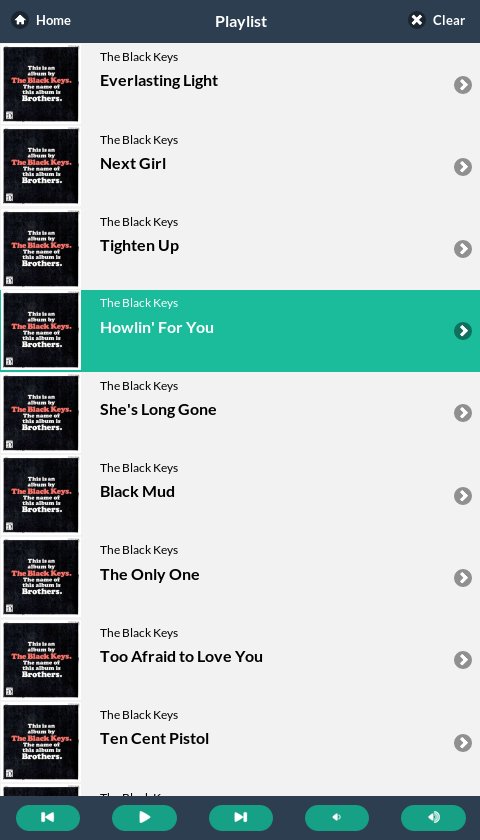 Home
Playlist
Clear
This is an
album by
The Black Keys.
The name of
this album is
Brothers.
The Black Keys
Everlasting Light
This is an
album by
The Black Keys.
The name of
this album is
Brothers.
The Black Keys
Next Girl
This is an
album by
The Black Keys.
The name of
this album is
Brothers.
The Black Keys
Tighten Up
This is an
album by
The Black Keys.
The name of
this album is
Brothers.
The Black Keys
Howlin' For You
This is an
album by
The Black Keys.
The name of
this album is
Brothers.
The Black Keys
She's Long Gone
This is an
album by
The Black Keys.
The name of
this album is
Brothers.
The Black Keys
Black Mud
This is an
album by
The Black Keys.
The name of
this album is
Brothers.
The Black Keys
The Only One
This is an
album by
The Black Keys.
The name of
this album is
Brothers.
The Black Keys
Too Afraid to Love You
This is an
album by
The Black Keys.
The name of
this album is
Brothers.
The Black Keys
Ten Cent Pistol
The Black Keys